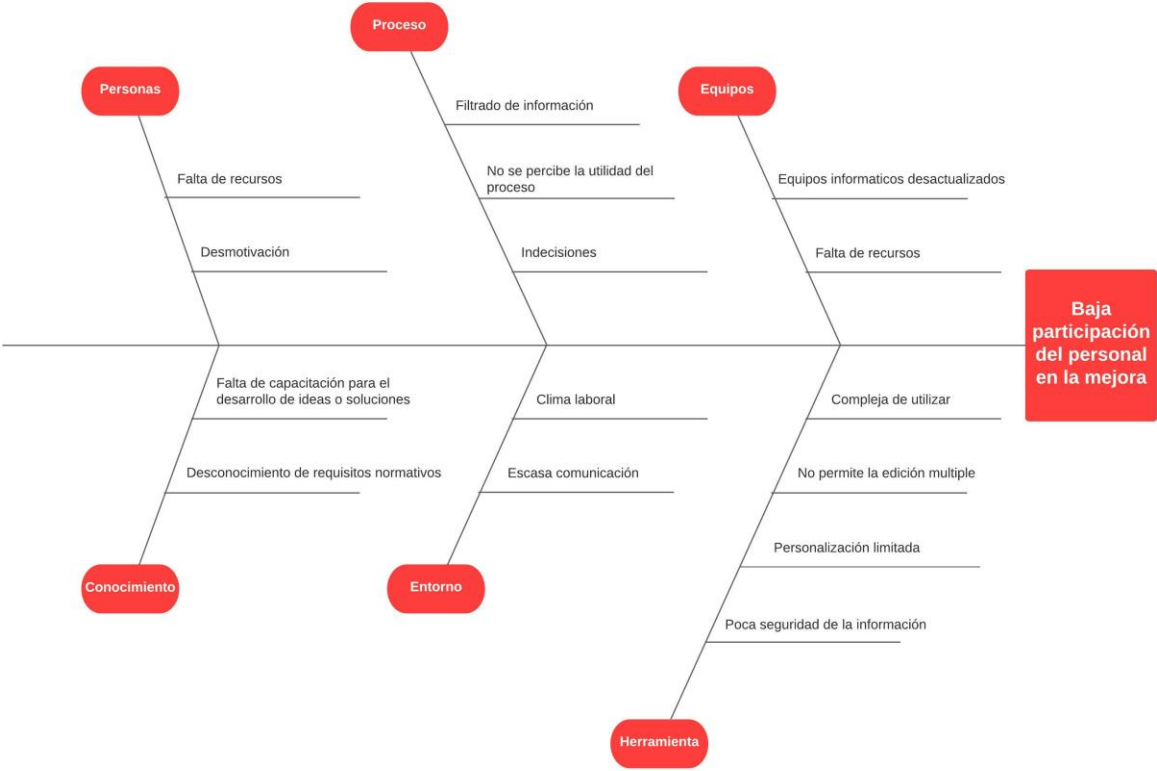 Proceso
Personas
Equipos
Filtrado de información
No se percibe la utilidad del
proceso
Falta de recursos
Equipos informaticos desactualizados
Desmotivación
Indecisiones
Falta de recursos
Baja
participación
del personal
en la mejora
Falta de capacitación para el
desarrollo de ideas o soluciones
Clima laboral
Compleja de utilizar
Desconocimiento de requisitos normativos
Escasa comunicación
No permite la edición multiple
Personalización limitada
Conocimiento
Entorno
Poca seguridad de la información
Herramienta